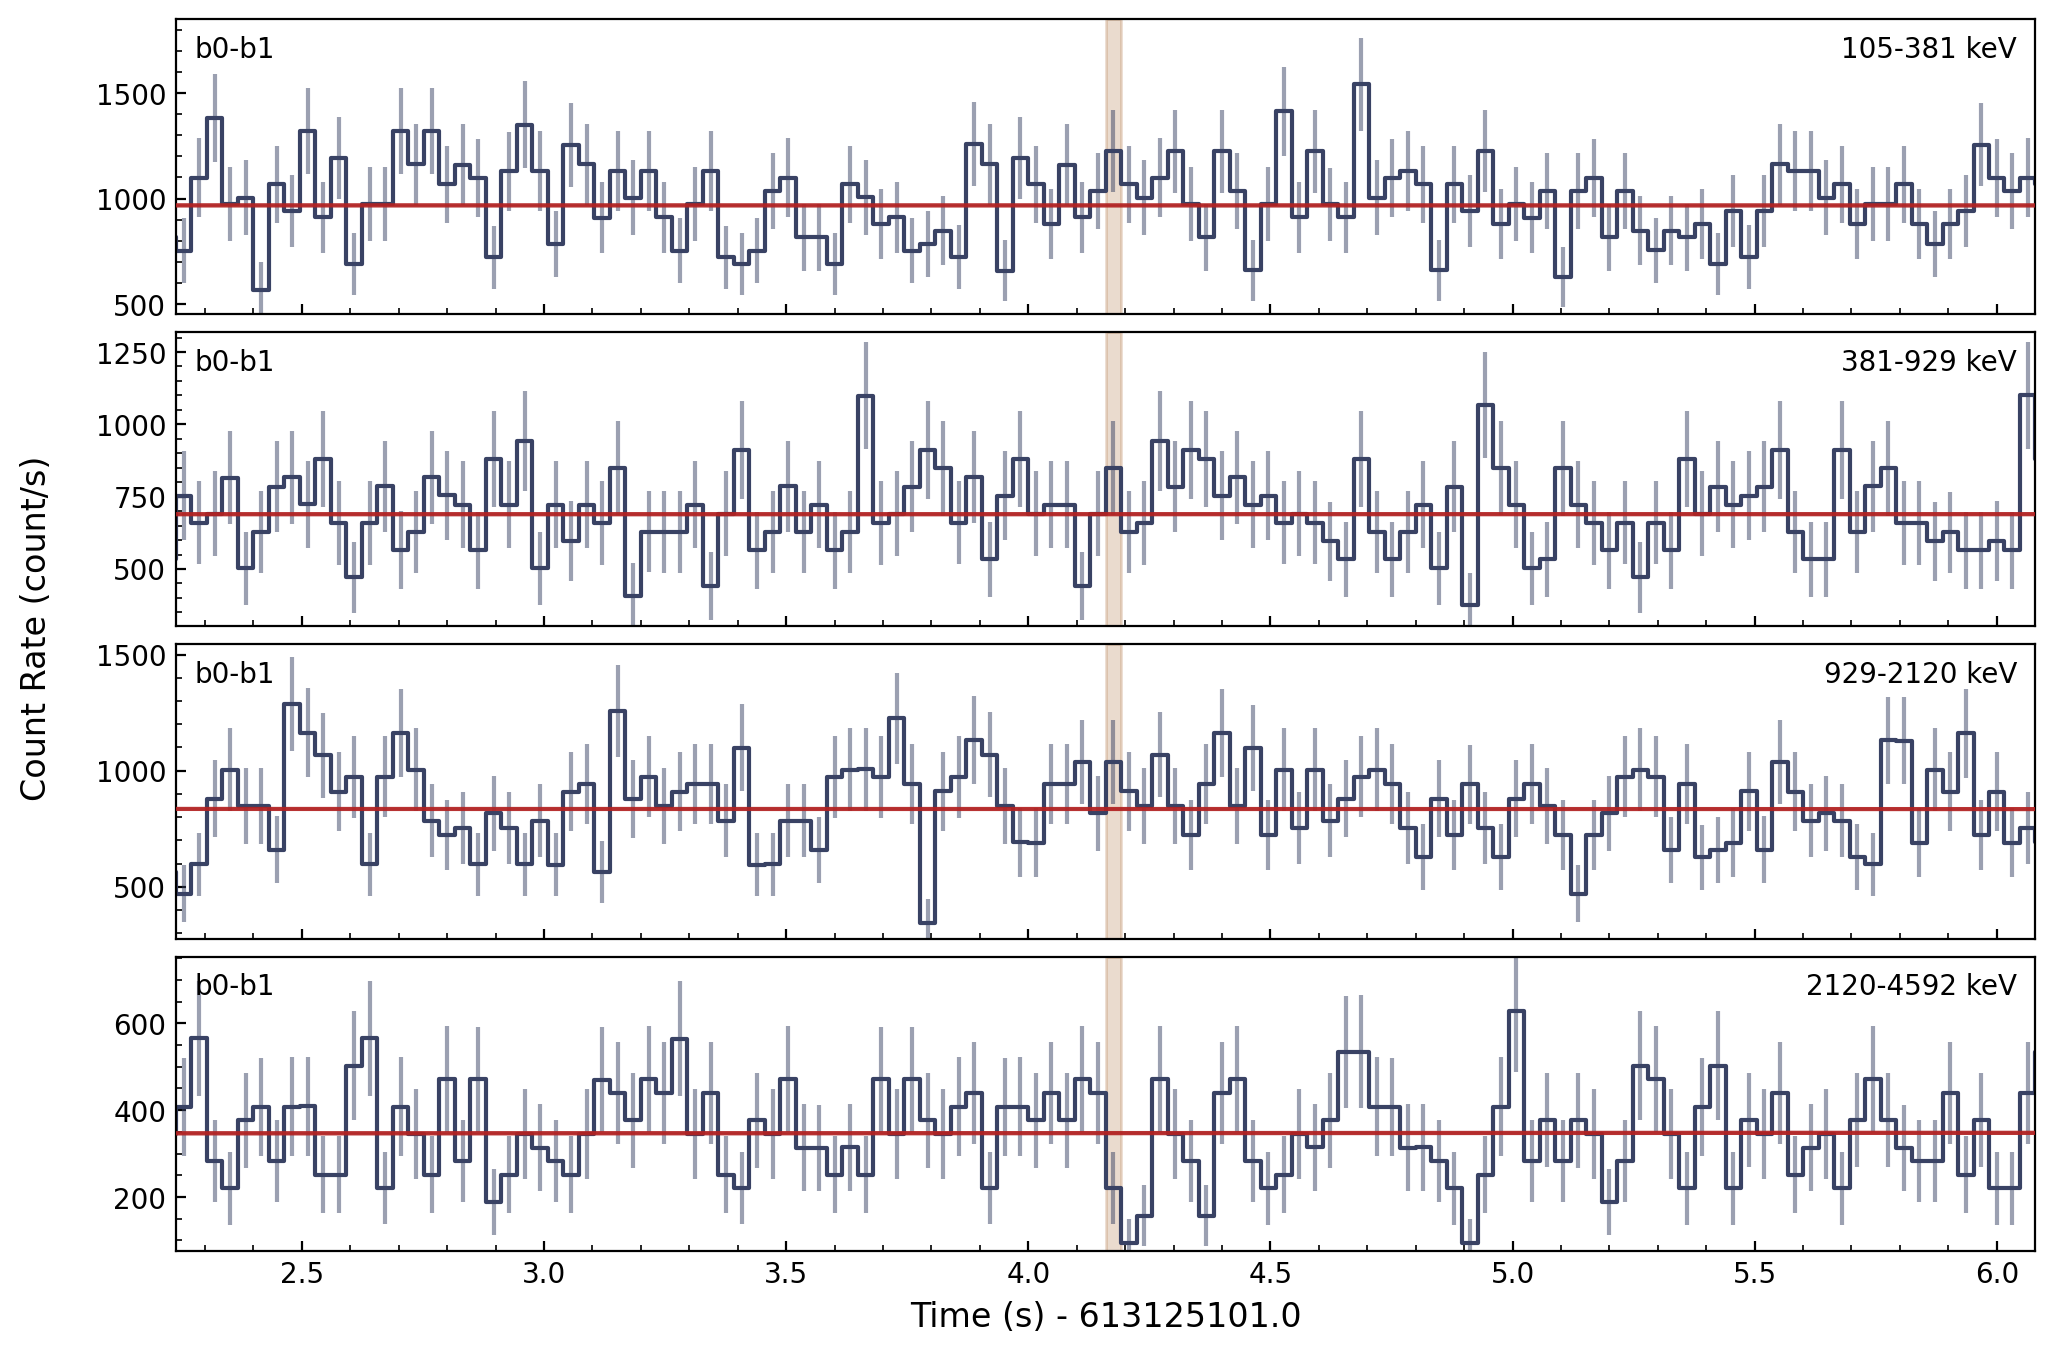 b0-b1 105-381 keV
1500
1000
500
b0-b1 381-929 keV
1250
1000
750
500
b0-b1 929-2120 keV
1500
1000
500
b0-b1 2120-4592 keV
600
400
200
Count Rate (count/s)
2.5 3.0 3.5 4.0 4.5 5.0 5.5 6.0
Time (s) - 613125101.0